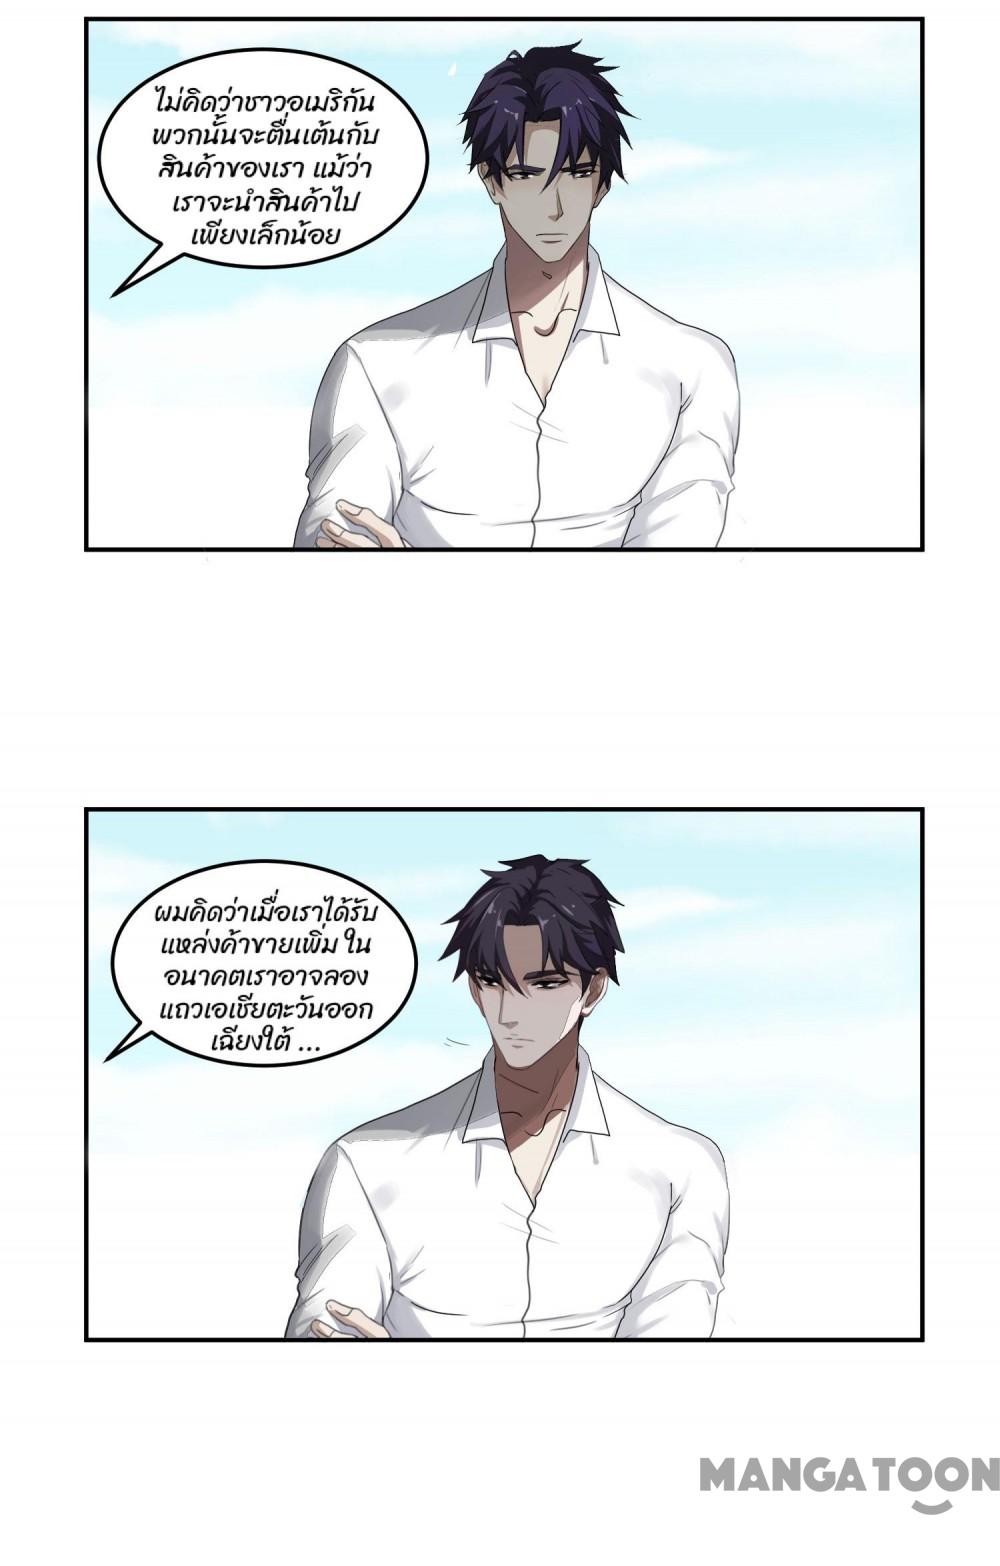 ไม่คิดว่าชาวอเมริกัน
พวกนั้นจะตื่นเต้นกับ
สินค้าของเรา แม้ว่า
เราจะนำสินค้าไป
เพียงเล็กน้อย
ผมคิดว่าเมื่อเราได้รับ
แหล่งค้าขายเพิ่ม ใน
อนาคตเราอาจลอง
แถวเอเชียตะวันออก
เฉียงใต้ ...
MANGATOON